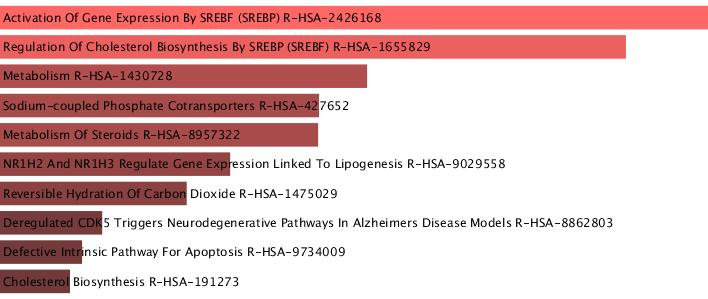 Activation Of Gene Expression By SREBF (SREBP) R-HSA-2426168
Regulation Of Cholesterol Biosynthesis By SREBP (SREBF) R-HSA-1655829
Metabolism R-HSA-1430728
Sodium-coupled Phosphate Cotransporters R-HSA-427652
Metabolism Of Steroids R-HSA-8957322
NR1H2 And NR1H3 Regulate Gene Expression Linked To Lipogenesis R-HSA-9029558
Reversible Hydration Of Carbon Dioxide R-HSA-1475029
Deregulated CDK5 Triggers Neurodegenerative Pathways In Alzheimers Disease Models R-HSA-8862803
Defective Intrinsic Pathway For Apoptosis R-HSA-9734009
Cholesterol Biosynthesis R-HSA-191273